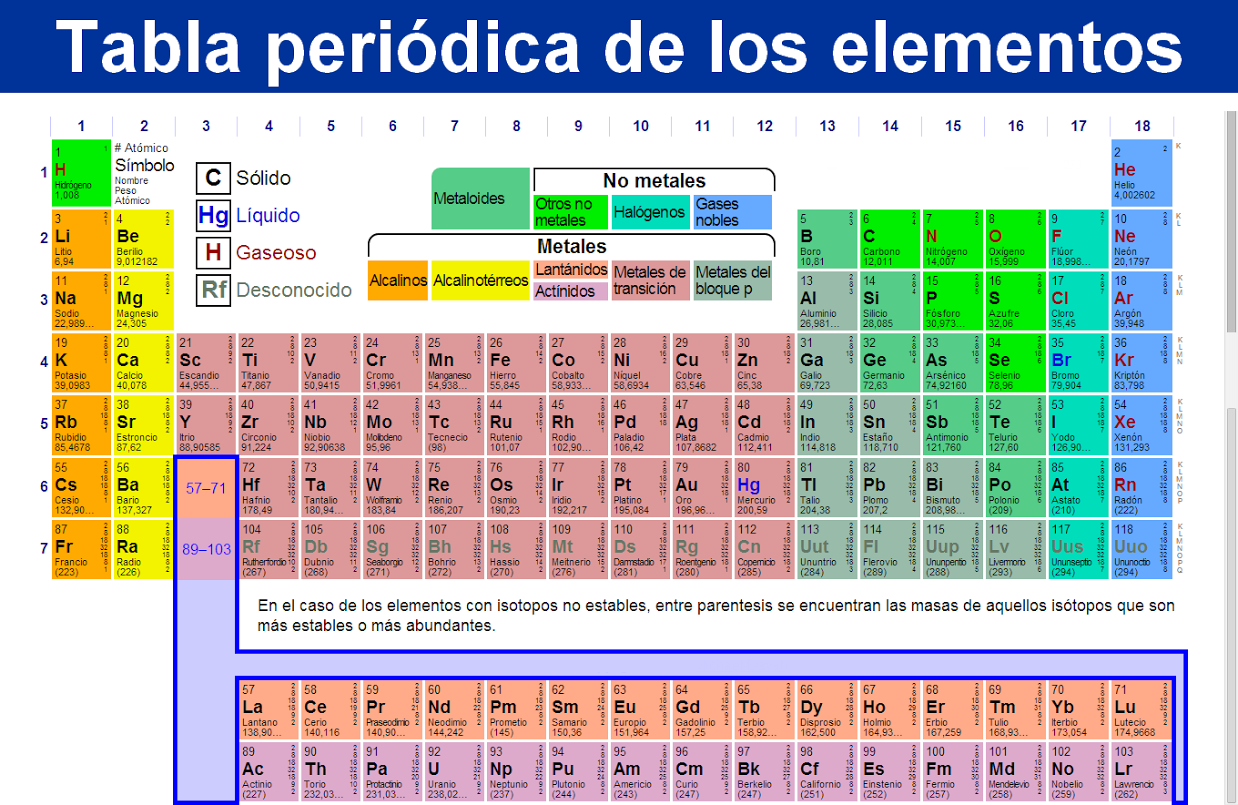 Tabla periódica de los elementos
1 2 3 4 5 6 7 8 9 10 11 12 13 14 15 16 17 18
# Atómico
Símbolo
Nombre
Peso
Atómico
C Sólido
Hg Líquido
H Gaseoso
Rf Desconocido
Metaloides
No metales
Otros no metales
Halógenos
Gases nobles
Metales
Alcalinos
Alcalinotérreos
Lantánidos
Actínidos
Metales de transición
Metales del bloque p
1
1 H Hidrógeno 1,008
2 He Helio 4,002602
K
2
3 Li Litio 6,94
4 Be Berilio 9,012182
5 B Boro 10,81
6 C Carbono 12,011
7 N Nitrógeno 14,007
8 O Oxígeno 15,999
9 F Flúor 18,998...
10 Ne Neón 20,1797
K L
3
11 Na Sodio 22,989...
12 Mg Magnesio 24,305
13 Al Aluminio 26,981...
14 Si Silicio 28,085
15 P Fósforo 30,973...
16 S Azufre 32,06
17 Cl Cloro 35,45
18 Ar Argón 39,948
K L M
4
19 K Potasio 39,0983
20 Ca Calcio 40,078
21 Sc Escandio 44,955...
22 Ti Titanio 47,867
23 V Vanadio 50,9415
24 Cr Cromo 51,9961
25 Mn Manganeso 54,938...
26 Fe Hierro 55,845
27 Co Cobalto 58,933...
28 Ni Níquel 58,6934
29 Cu Cobre 63,546
30 Zn Cinc 65,38
31 Ga Galio 69,723
32 Ge Germanio 72,63
33 As Arsénico 74,92160
34 Se Selenio 78,96
35 Br Bromo 79,904
36 Kr Kriptón 83,798
K L M N
5
37 Rb Rubidio 85,4678
38 Sr Estroncio 87,62
39 Y Itrio 88,90585
40 Zr Circonio 91,224
41 Nb Niobio 92,90638
42 Mo Molibdeno 95,96
43 Tc Tecnecio (98)
44 Ru Rutenio 101,07
45 Rh Rodio 102,90...
46 Pd Paladio 106,42
47 Ag Plata 107,8682
48 Cd Cadmio 112,411
49 In Indio 114,818
50 Sn Estaño 118,710
51 Sb Antimonio 121,760
52 Te Telurio 127,60
53 I Yodo 126,90...
54 Xe Xenón 131,293
K L M N O
6
55 Cs Cesio 132,90...
56 Ba Bario 137,327
57–71
72 Hf Hafnio 178,49
73 Ta Tantalio 180,94...
74 W Wolframio 183,84
75 Re Renio 186,207
76 Os Osmio 190,23
77 Ir Iridio 192,217
78 Pt Platino 195,084
79 Au Oro 196,96...
80 Hg Mercurio 200,59
81 Tl Talio 204,38
82 Pb Plomo 207,2
83 Bi Bismuto 208,98...
84 Po Polonio (209)
85 At Astato (210)
86 Rn Radón (222)
K L M N O P
7
87 Fr Francio (223)
88 Ra Radio (226)
89–103
104 Rf Rutherfordio (267)
105 Db Dubnio (268)
106 Sg Seaborgio (271)
107 Bh Bohrio (272)
108 Hs Hassio (270)
109 Mt Meitnerio (276)
110 Ds Darmstadio (281)
111 Rg Roentgenio (280)
112 Cn Copernicio (285)
113 Uut Ununtrio (284)
114 Fl Flerovio (289)
115 Uup Ununpentio (288)
116 Lv Livermorio (293)
117 Uus Ununseptio (294)
118 Uuo Ununoctio (294)
K L M N O P Q
En el caso de los elementos con isotopos no estables, entre parentesis se encuentran las masas de aquellos isótopos que son
más estables o más abundantes.
57 La Lantano 138,90...
58 Ce Cerio 140,116
59 Pr Praseodimio 140,90...
60 Nd Neodimio 144,242
61 Pm Prometio (145)
62 Sm Samario 150,36
63 Eu Europio 151,964
64 Gd Gadolinio 157,25
65 Tb Terbio 158,92...
66 Dy Disprosio 162,500
67 Ho Holmio 164,93...
68 Er Erbio 167,259
69 Tm Tulio 168,93...
70 Yb Iterbio 173,054
71 Lu Lutecio 174,9668
89 Ac Actinio (227)
90 Th Torio 232,03...
91 Pa Protactinio 231,03...
92 U Uranio 238,02...
93 Np Neptunio (237)
94 Pu Plutonio (244)
95 Am Americio (243)
96 Cm Curio (247)
97 Bk Berkelio (247)
98 Cf Californio (251)
99 Es Einstenio (252)
100 Fm Fermio (257)
101 Md Mendelevio (258)
102 No Nobelio (259)
103 Lr Lawrencio (262)